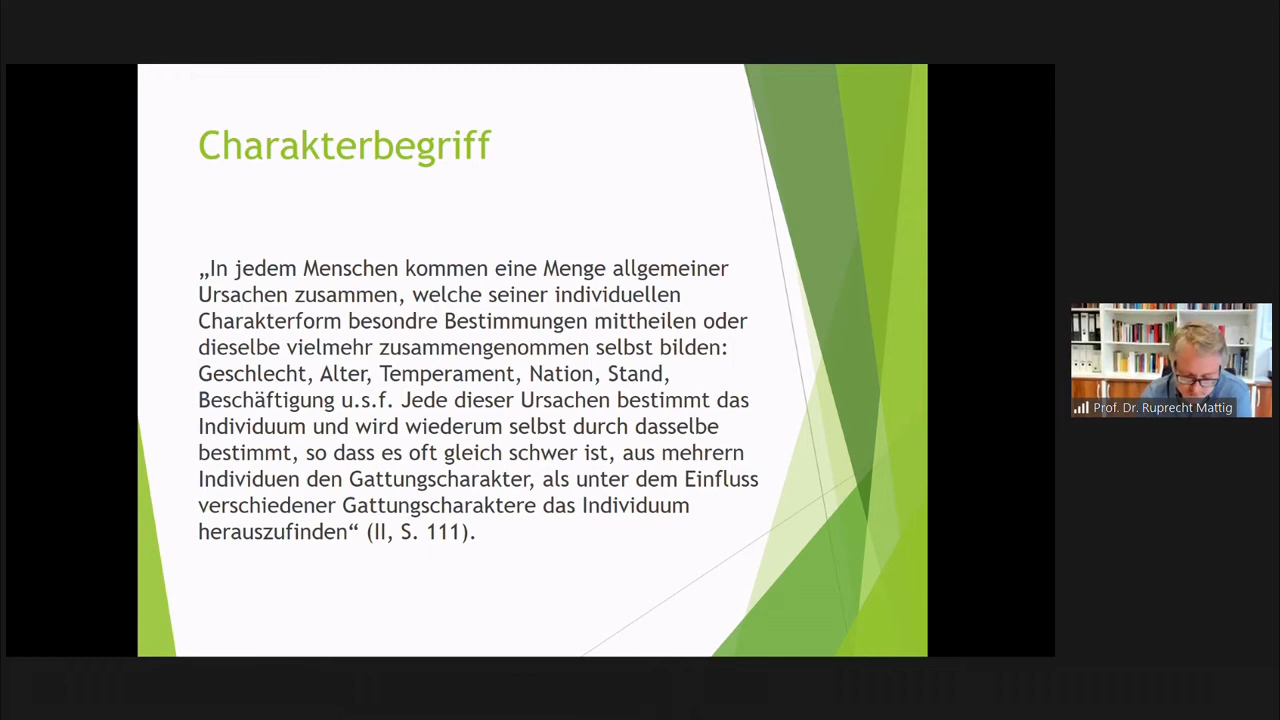 Charakterbegriff
„In jedem Menschen kommen eine Menge allgemeiner
Ursachen zusammen, welche seiner individuellen
Charakterform besondre Bestimmungen mittheilen oder
dieselbe vielmehr zusammengenommen selbst bilden:
Geschlecht, Alter, Temperament, Nation, Stand,
Beschäftigung u.s.f. Jede dieser Ursachen bestimmt das
Individuum und wird wiederum selbst durch dasselbe
bestimmt, so dass es oft gleich schwer ist, aus mehrern
Individuen den Gattungscharakter, als unter dem Einfluss
verschiedener Gattungscharaktere das Individuum
herauszufinden“ (II, S. 111).
Prof. Dr. Ruprecht Mattig